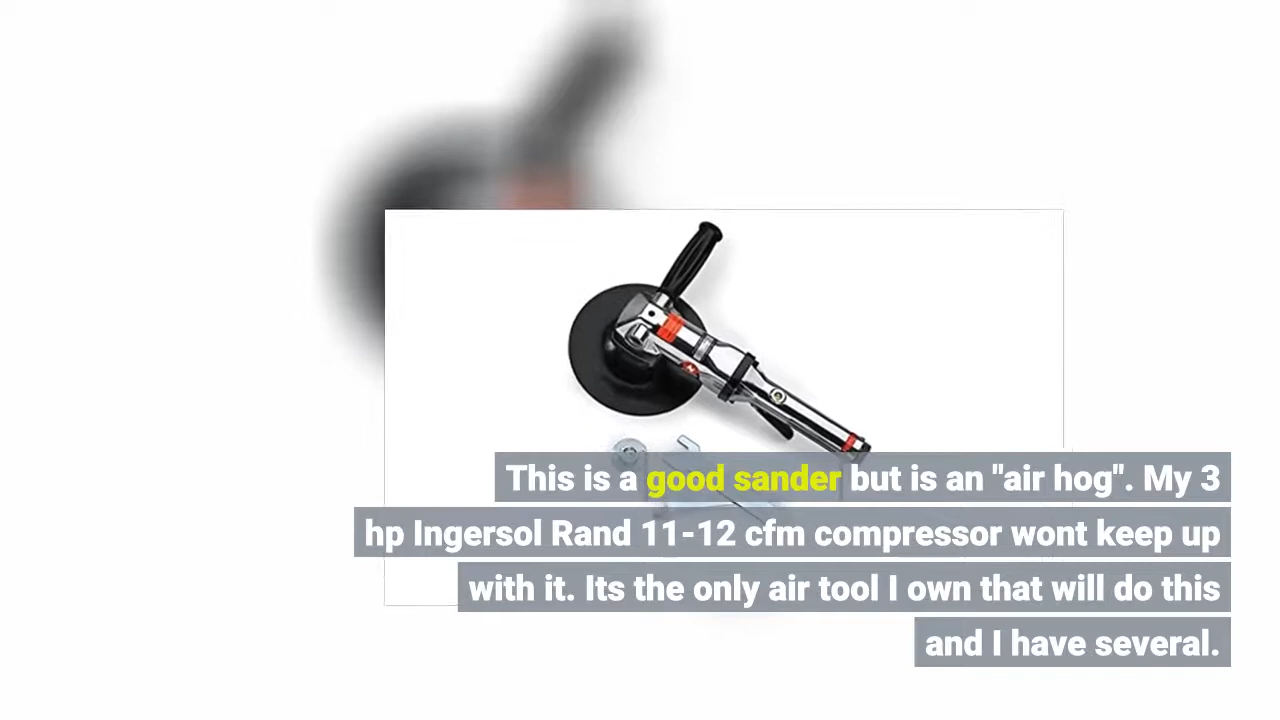 This is a good sander but is an "air hog". My 3
hp Ingersol Rand 11-12 cfm compressor wont keep up
with it. Its the only air tool I own that will do this
and I have several.